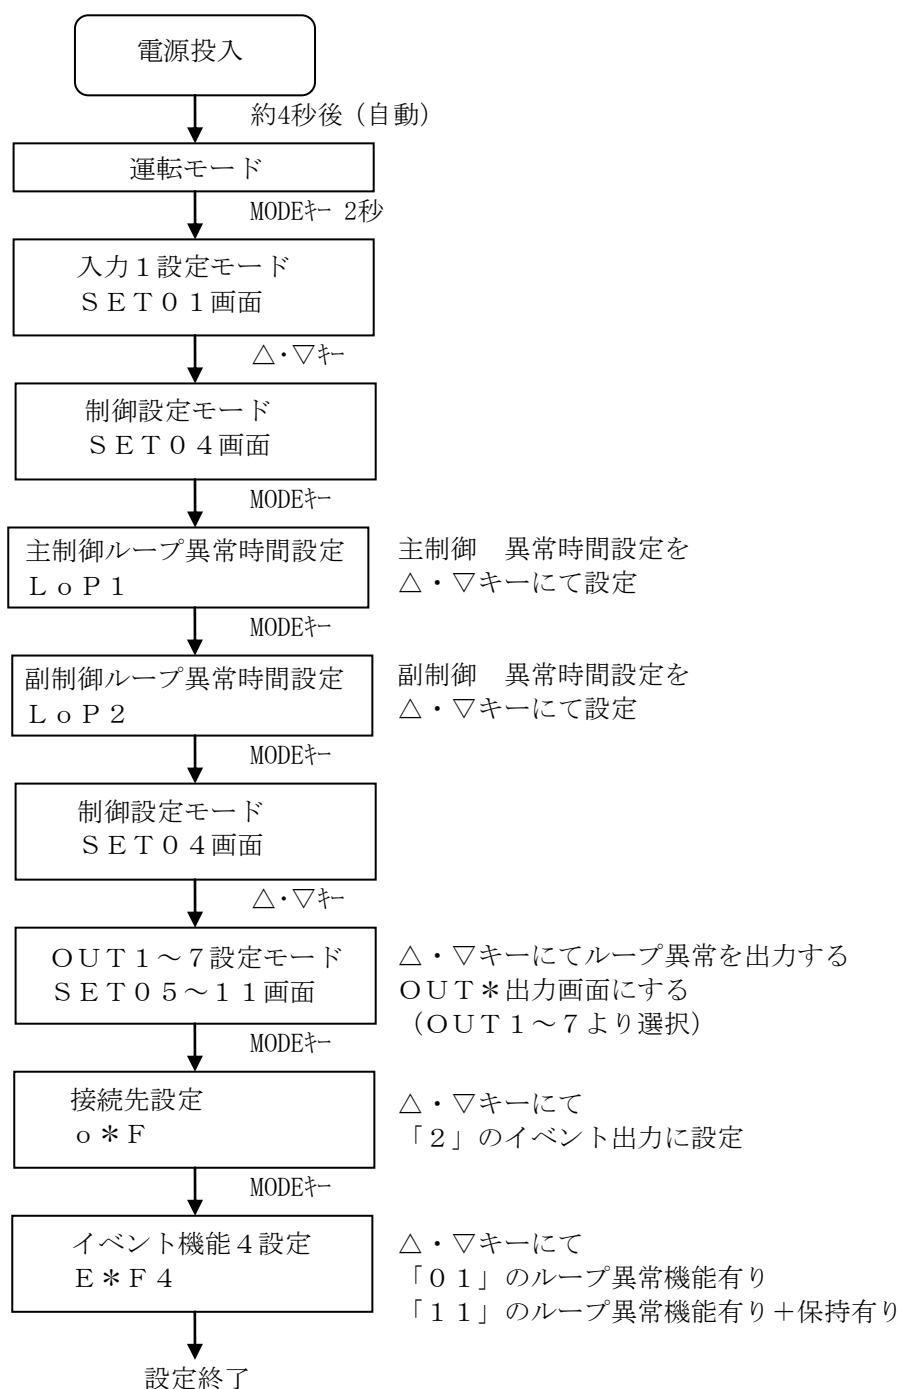 電源投入
約4秒後（自動）
運転モード
MODEｷｰ 2秒
入力１設定モード
ＳＥＴ０１画面
△・▽ｷｰ
制御設定モード
ＳＥＴ０４画面
MODEｷｰ
主制御ループ異常時間設定
ＬｏＰ１
主制御　異常時間設定を
△・▽キーにて設定
MODEｷｰ
副制御ループ異常時間設定
ＬｏＰ２
副制御　異常時間設定を
△・▽キーにて設定
MODEｷｰ
制御設定モード
ＳＥＴ０４画面
△・▽ｷｰ
ＯＵＴ１～７設定モード
ＳＥＴ０５～１１画面
△・▽キーにてループ異常を出力する
ＯＵＴ＊出力画面にする
（ＯＵＴ１～７より選択）
MODEｷｰ
接続先設定
ｏ＊Ｆ
△・▽キーにて
「２」のイベント出力に設定
MODEｷｰ
イベント機能４設定
Ｅ＊Ｆ４
△・▽キーにて
「０１」のループ異常機能有り
「１１」のループ異常機能有り＋保持有り
設定終了